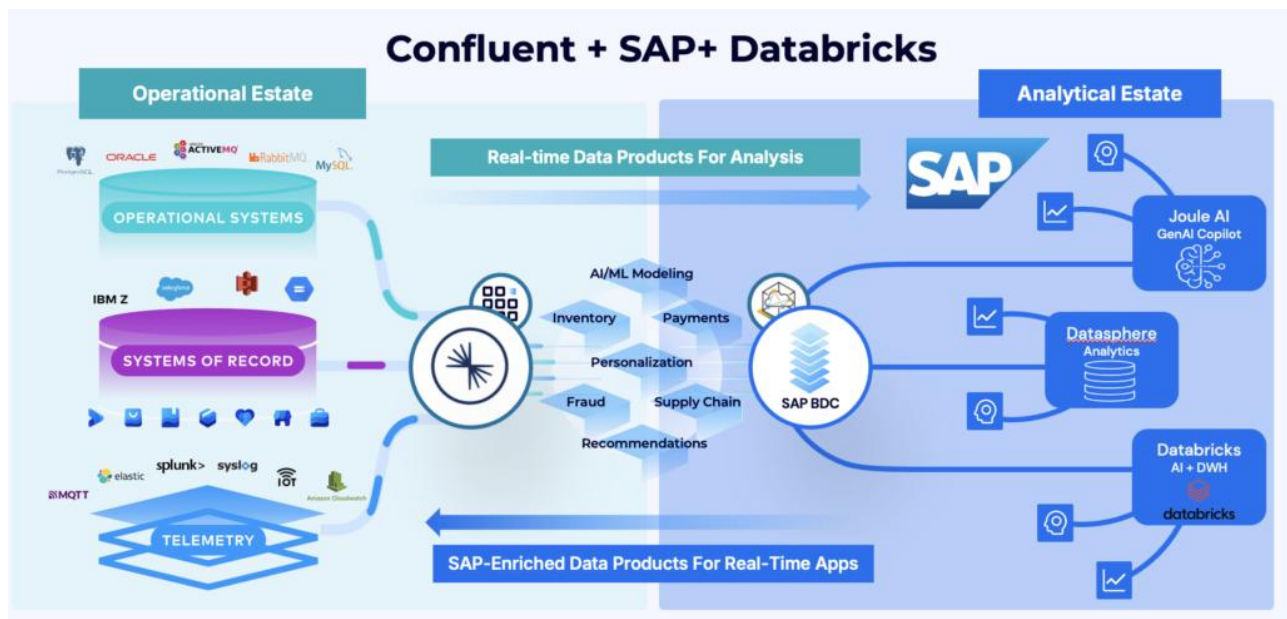 Confluent + SAP+ Databricks
Operational Estate
Analytical Estate
PostgreSQL
ORACLE
ACTIVEMQ
RabbitMQ
MySQL
OPERATIONAL SYSTEMS
Real-time Data Products For Analysis
SAP
Joule AI
GenAI Copilot
IBM Z
salesforce
SYSTEMS OF RECORD
AI/ML Modeling
Inventory
Payments
Personalization
Fraud
Supply Chain
Recommendations
SAP BDC
Datasphere
Analytics
MQTT
elastic
splunk>
syslog
IOT
Amazon Cloudwatch
TELEMETRY
SAP-Enriched Data Products For Real-Time Apps
Databricks
AI + DWH
databricks